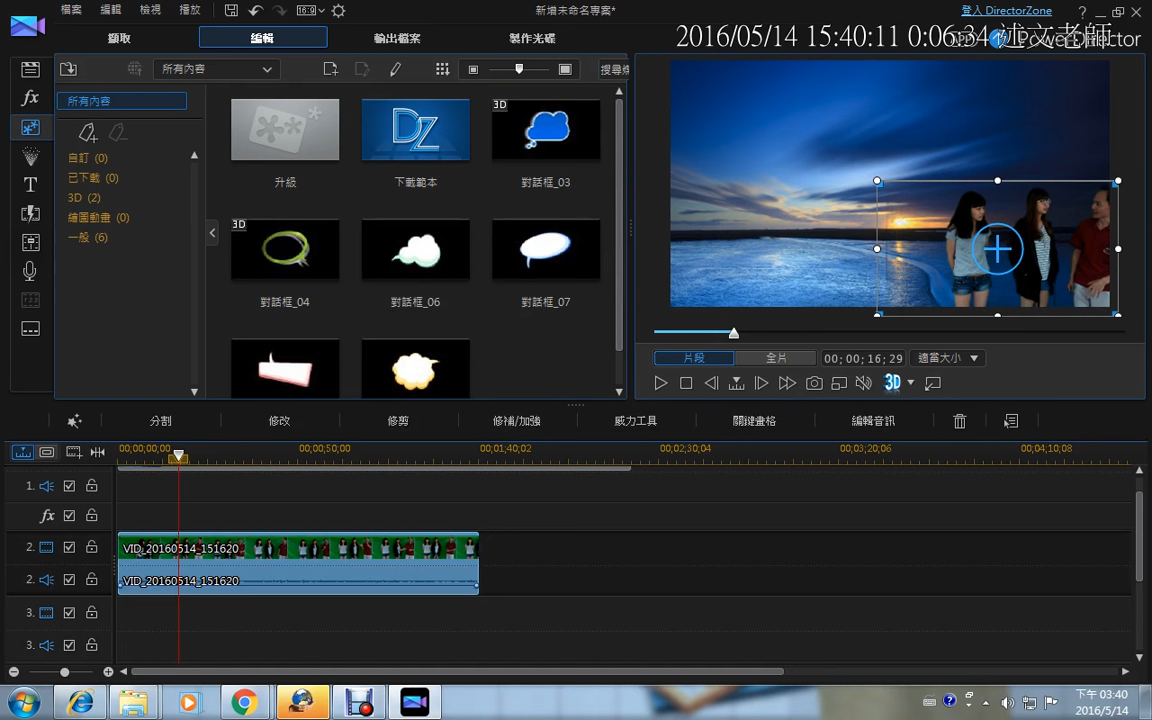 檔案 編輯 檢視 播放
16:9
新增未命名專案*
登入 DirectorZone
?
擷取 編輯 輸出檔案 製作光碟
2016/05/14 15:40:11 0:06:34 述文老師
PowerDirector
所有內容
搜尋媒
所有內容
自訂 (0)
已下載 (0)
3D (2)
繪圖動畫 (0)
一般 (6)
fx
T
升級
DZ
下載範本
3D
對話框_03
3D
對話框_04
對話框_06
對話框_07
片段 全片 00; 00; 16; 29 適當大小
3D
分割 修改 修剪 修補/加強 威力工具 關鍵畫格 編輯音訊
00;00;00;00 00;00;50;00 00;01;40;02 00;02;30;04 00;03;20;06 00;04;10;08
1.
fx
2. VID_20160514_151620
2. VID_20160514_151620
3.
3.
下午 03:40
2016/5/14